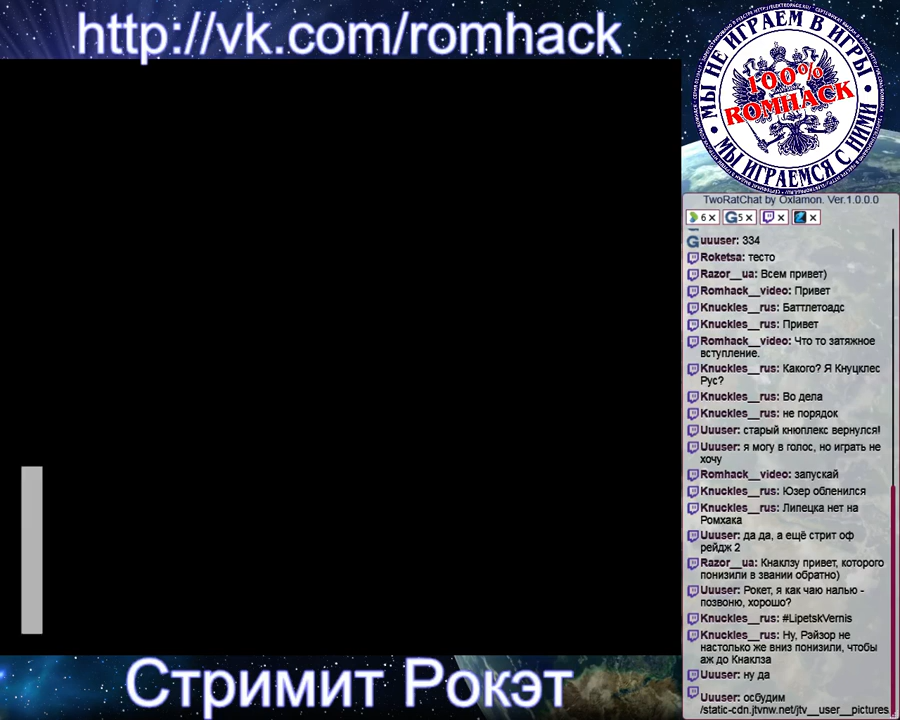 http://vk.com/romhack
МЫ НЕ ИГРАЕМ В ИГРЫ
100%
ROMHACK
МЫ ИГРАЕМСЯ С НИМИ
TwoRatChat by Oxlamon. Ver.1.0.0.0
6 x G5 x x x
uuuser: 334
Roketsa: тесто
Razor__ua: Всем привет)
Romhack__video: Привет
Knuckles__rus: Баттлетоадс
Knuckles__rus: Привет
Romhack__video: Что то затяжное
вступление.
Knuckles__rus: Какого? Я Кнуцклес
Рус?
Knuckles__rus: Во дела
Knuckles__rus: не порядок
Uuuser: старый кнюплекс вернулся!
Uuuser: я могу в голос, но играть не
хочу
Romhack__video: запускай
Knuckles__rus: Юзер обленился
Knuckles__rus: Липецка нет на
Ромхака
Uuuser: да да, а ещё стрит оф
рейдж 2
Razor__ua: Кнаклзу привет, которого
понизили в звании обратно)
Uuuser: Рокет, я как чаю налью -
позвоню, хорошо?
Knuckles__rus: #LipetskVernis
Knuckles__rus: Ну, Рэйзор не
настолько же вниз понизили, чтобы
аж до Кнаклза
Uuuser: ну да
Uuuser: осбудим
/static-cdn.jtvnw.net/jtv__user__pictures
Стримит Рокэт